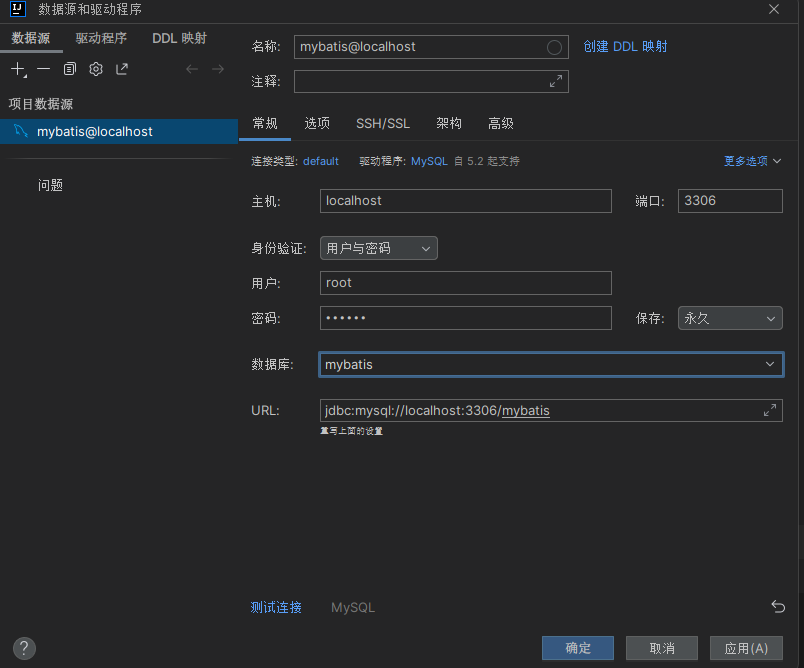 IJ 数据源和驱动程序
数据源 驱动程序 DDL 映射
名称: mybatis@localhost 创建 DDL 映射
注释:
项目数据源
mybatis@localhost
问题
常规 选项 SSH/SSL 架构 高级
连接类型: default 驱动程序: MySQL 自 5.2 起支持 更多选项
主机: localhost 端口: 3306
身份验证: 用户与密码
用户: root
密码: •••••• 保存: 永久
数据库: mybatis
URL: jdbc:mysql://localhost:3306/mybatis
重写上面的设置
测试连接 MySQL
? 确定 取消 应用(A)